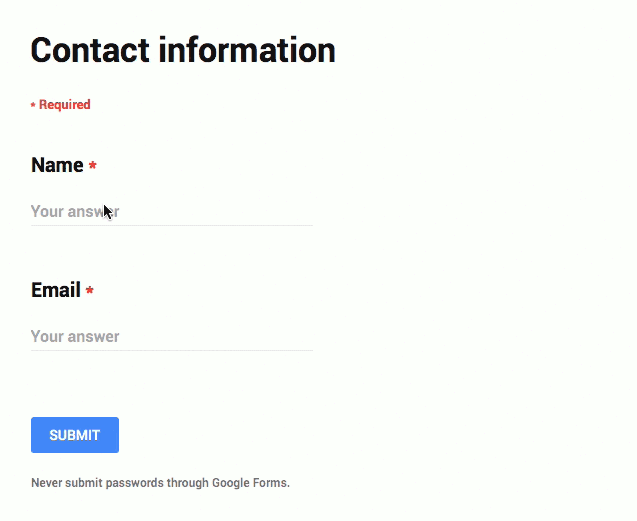 Contact information
* Required
Name *
Your answer
Email *
Your answer
SUBMIT
Never submit passwords through Google Forms.